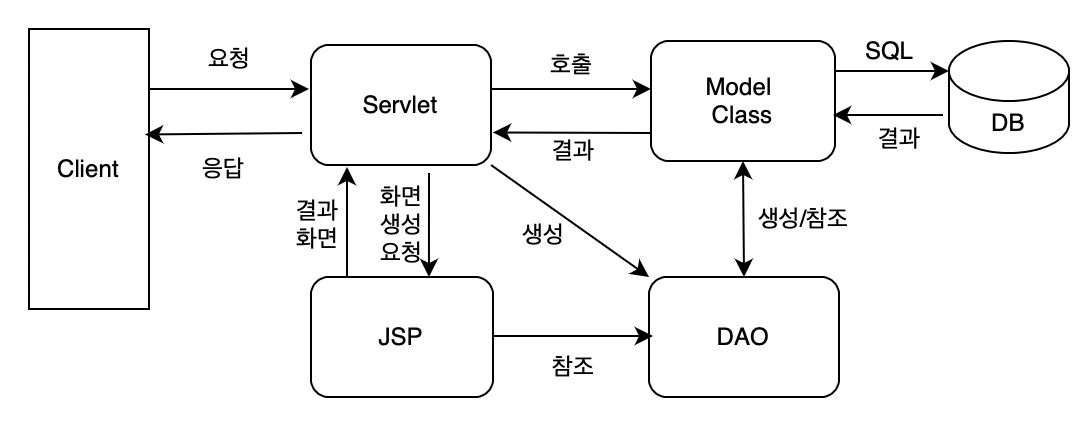 요청
호출
SQL
Client
Servlet
Model
Class
DB
응답
결과
결과
결과
화면
화면
생성
요청
생성
생성/참조
JSP
참조
DAO